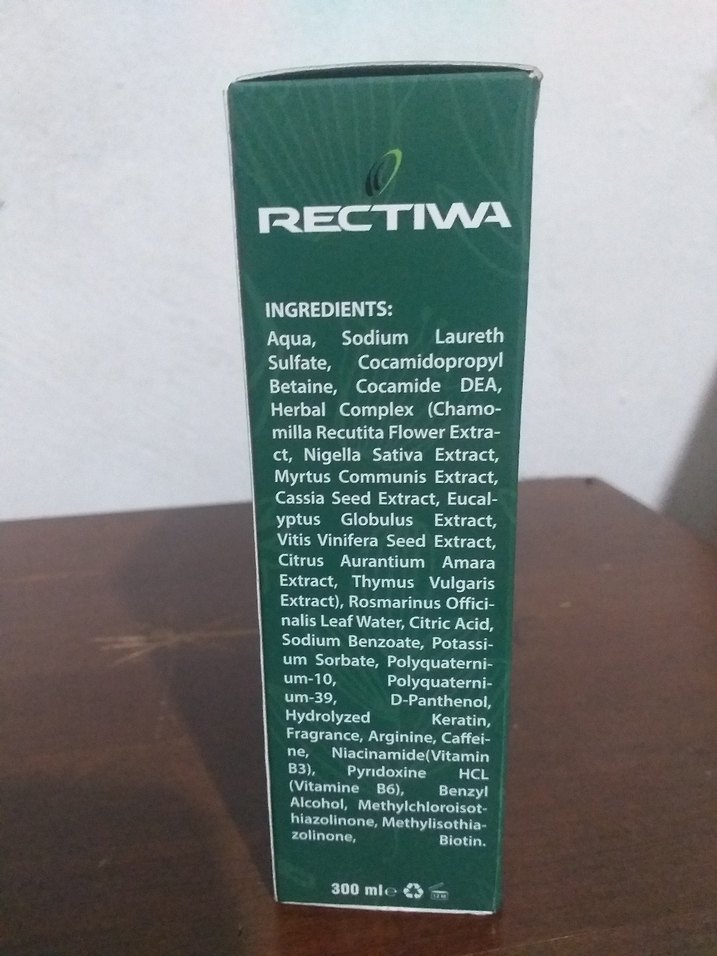 RECTIWA
INGREDIENTS:
Aqua, Sodium Laureth
Sulfate, Cocamidopropyl
Betaine, Cocamide DEA,
Herbal Complex (Chamo-
milla Recutita Flower Extra-
ct, Nigella Sativa Extract,
Myrtus Communis Extract,
Cassia Seed Extract, Eucal-
yptus Globulus Extract,
Vitis Vinifera Seed Extract,
Citrus Aurantium Amara
Extract, Thymus Vulgaris
Extract), Rosmarinus Offici-
nalis Leaf Water, Citric Acid,
Sodium Benzoate, Potassi-
um Sorbate, Polyquaterni-
um-10, Polyquaterni-
um-39, D-Panthenol,
Hydrolyzed Keratin,
Fragrance, Arginine, Caffei-
ne, Niacinamide(Vitamin
B3), Pyridoxine HCL
(Vitamine B6), Benzyl
Alcohol, Methylchloroisot-
hiazolinone, Methylisothia-
zolinone, Biotin.
300 ml℮ 12 M